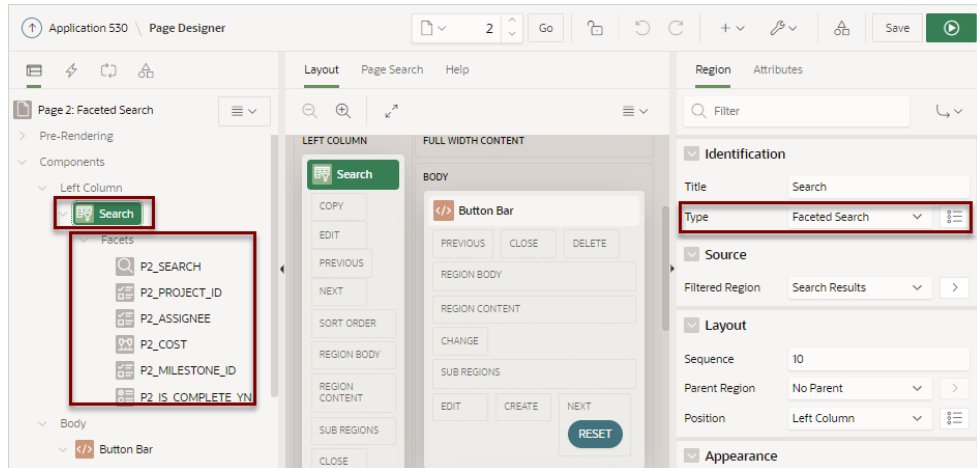 Application 530 \ Page Designer
2
Go
Save
Layout Page Search Help
Region Attributes
Page 2: Faceted Search
Filter
Pre-Rendering
Components
Left Column
Search
Facets
P2_SEARCH
P2_PROJECT_ID
P2_ASSIGNEE
P2_COST
P2_MILESTONE_ID
P2_IS_COMPLETE_YN
Body
</> Button Bar
LEFT COLUMN
Search
COPY
EDIT
PREVIOUS
NEXT
SORT ORDER
REGION BODY
REGION
CONTENT
SUB REGIONS
CLOSE
FULL WIDTH CONTENT
BODY
</> Button Bar
PREVIOUS CLOSE DELETE
REGION BODY
REGION CONTENT
CHANGE
SUB REGIONS
EDIT CREATE NEXT
RESET
Identification
Title Search
Type Faceted Search
Source
Filtered Region Search Results
Layout
Sequence 10
Parent Region No Parent
Position Left Column
Appearance